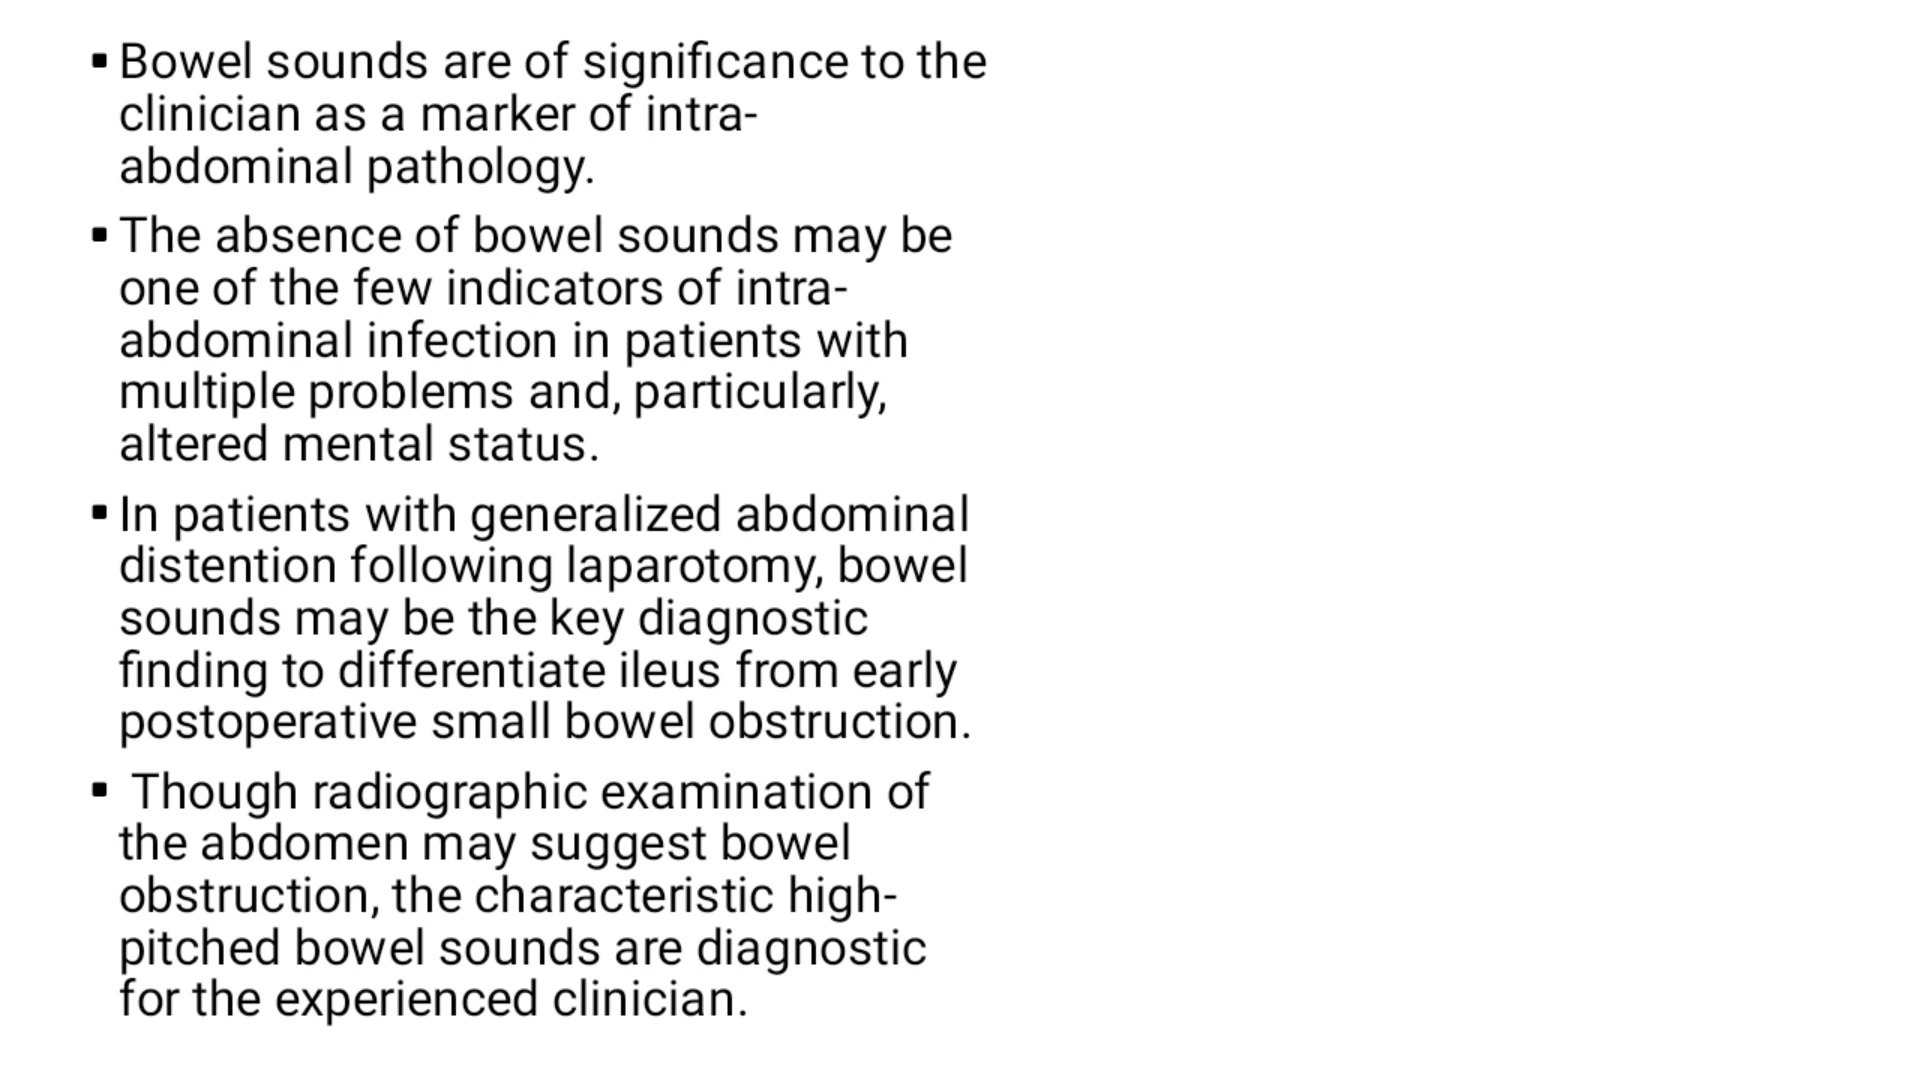 ▪ Bowel sounds are of significance to the
clinician as a marker of intra-
abdominal pathology.
▪ The absence of bowel sounds may be
one of the few indicators of intra-
abdominal infection in patients with
multiple problems and, particularly,
altered mental status.
▪ In patients with generalized abdominal
distention following laparotomy, bowel
sounds may be the key diagnostic
finding to differentiate ileus from early
postoperative small bowel obstruction.
▪ Though radiographic examination of
the abdomen may suggest bowel
obstruction, the characteristic high-
pitched bowel sounds are diagnostic
for the experienced clinician.